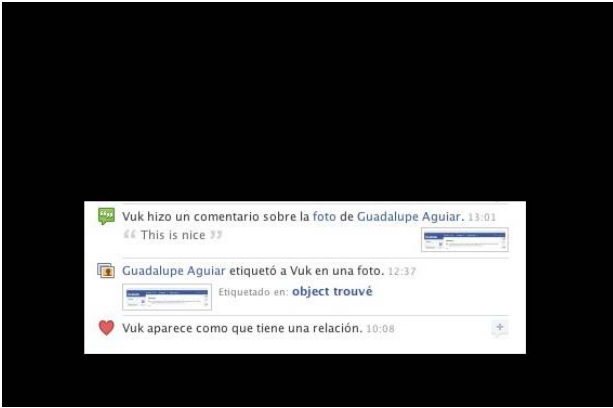 Vuk hizo un comentario sobre la foto de Guadalupe Aguiar. 13:01
“ This is nice ”
Guadalupe Aguiar etiquetó a Vuk en una foto. 12:37
Etiquetado en: object trouvé
Vuk aparece como que tiene una relación. 10:08